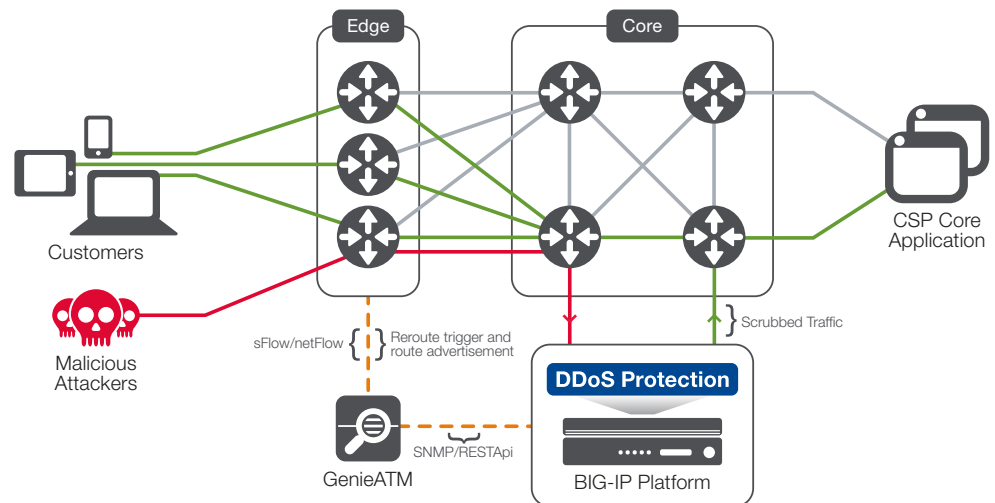 Edge
Core
Customers
CSP Core
Application
Malicious
Attackers
sFlow/netFlow
Reroute trigger and
route advertisement
Scrubbed Traffic
DDoS Protection
SNMP/RESTApi
GenieATM
BIG-IP Platform